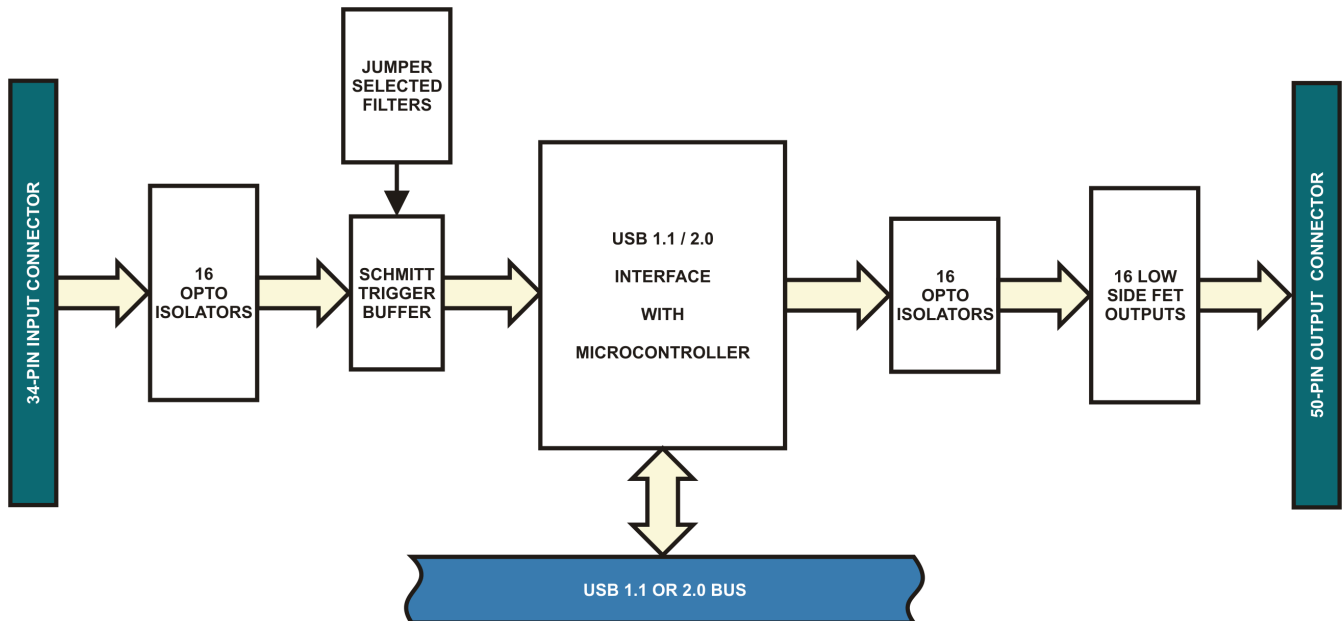 JUMPER
SELECTED
FILTERS
34-PIN INPUT CONNECTOR
16
OPTO
ISOLATORS
SCHMITT
TRIGGER
BUFFER
USB 1.1 / 2.0
INTERFACE
WITH
MICROCONTROLLER
16
OPTO
ISOLATORS
16 LOW
SIDE FET
OUTPUTS
50-PIN OUTPUT CONNECTOR
USB 1.1 OR 2.0 BUS